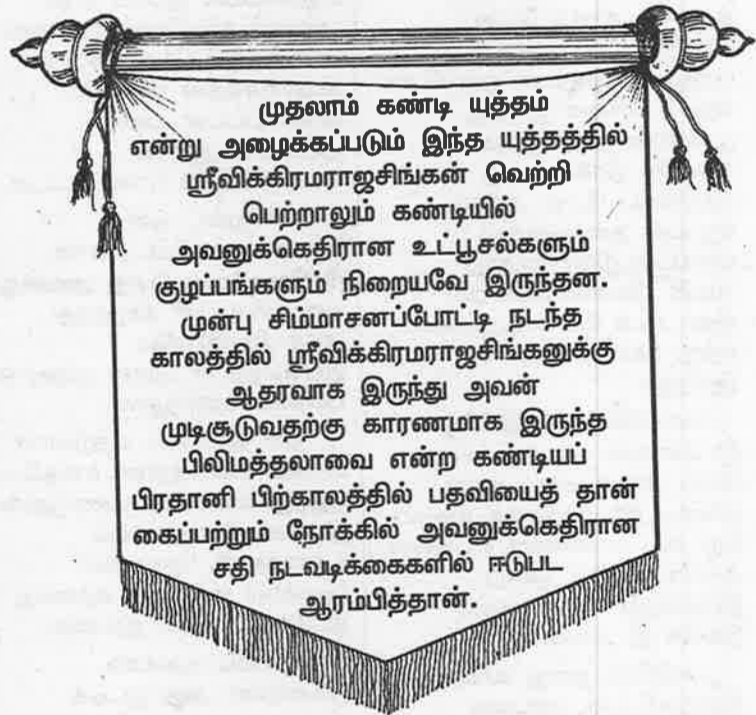 முதலாம் கண்டி யுத்தம்
என்று அழைக்கப்படும் இந்த யுத்தத்தில்
ஸ்ரீவிக்கிரமராஜசிங்கன் வெற்றி
பெற்றாலும் கண்டியில்
அவனுக்கெதிரான உட்பூசல்களும்
குழப்பங்களும் நிறையவே இருந்தன.
முன்பு சிம்மாசனப்போட்டி நடந்த
காலத்தில் ஸ்ரீவிக்கிரமராஜசிங்கனுக்கு
ஆதரவாக இருந்து அவன்
முடிசூடுவதற்கு காரணமாக இருந்த
பிலிமத்தலாவை என்ற கண்டியப்
பிரதானி பிற்காலத்தில் பதவியைத் தான்
கைப்பற்றும் நோக்கில் அவனுக்கெதிரான
சதி நடவடிக்கைகளில் ஈடுபட
ஆரம்பித்தான்.